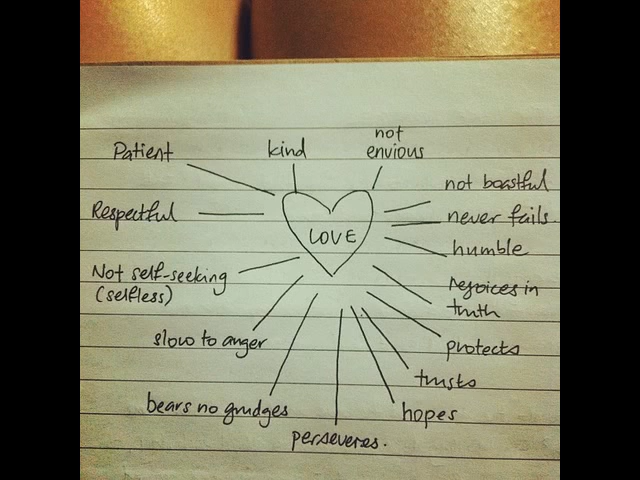 Patient
kind
not
envious
not boastful
Respectful
never fails.
LOVE
humble
Not self-seeking
(selfless)
rejoices in
truth
slow to anger
protects
trusts
bears no grudges
hopes
perseveres.